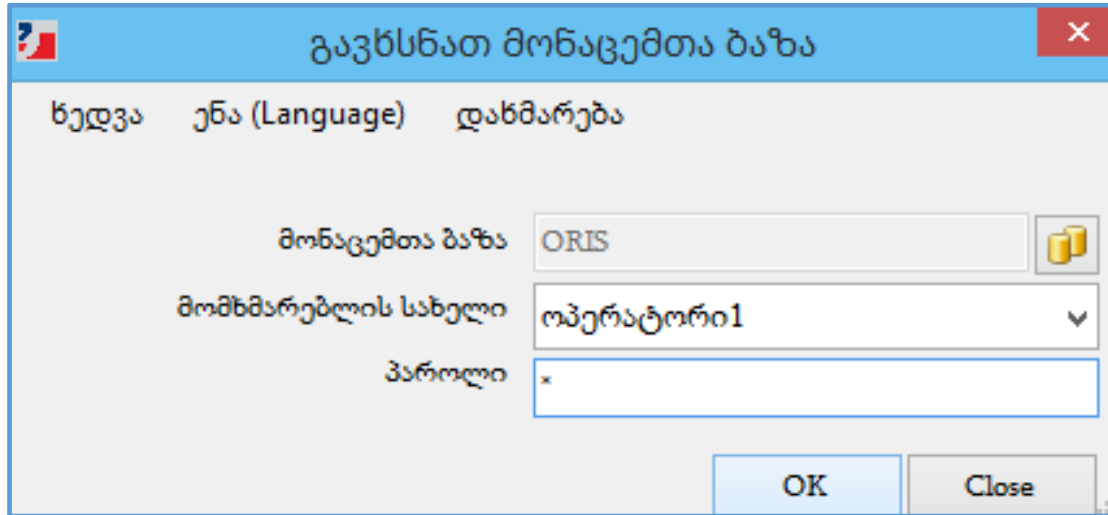 გავხსნათ მონაცემთა ბაზა
ხედვა ენა (Language) დახმარება
მონაცემთა ბაზა ORIS
მომხმარებლის სახელი ოპერატორი1
პაროლი *
OK Close